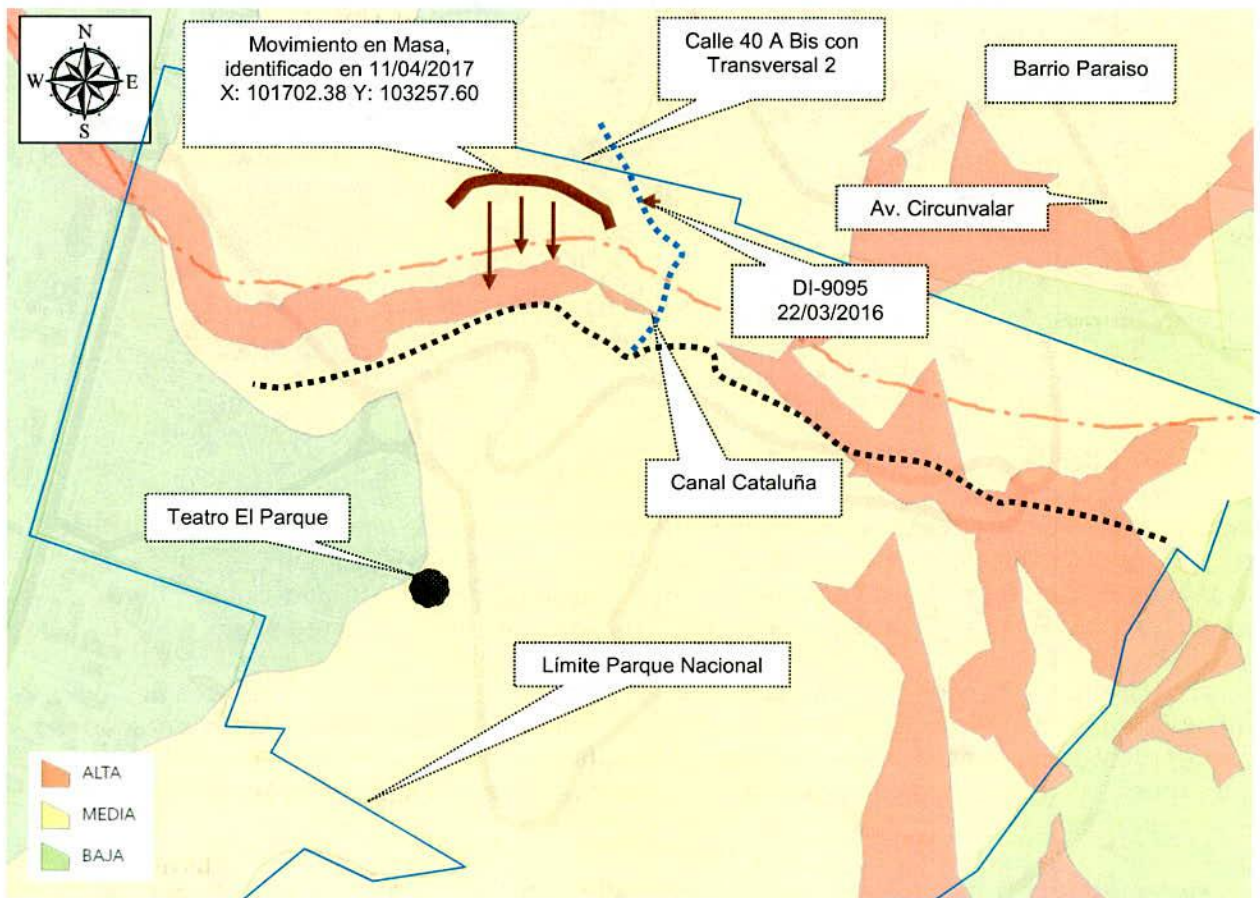 N
W E
S
Movimiento en Masa,
identificado en 11/04/2017
X: 101702.38 Y: 103257.60
Calle 40 A Bis con
Transversal 2
Barrio Paraiso
Av. Circunvalar
DI-9095
22/03/2016
Canal Cataluña
Teatro El Parque
Límite Parque Nacional
ALTA
MEDIA
BAJA